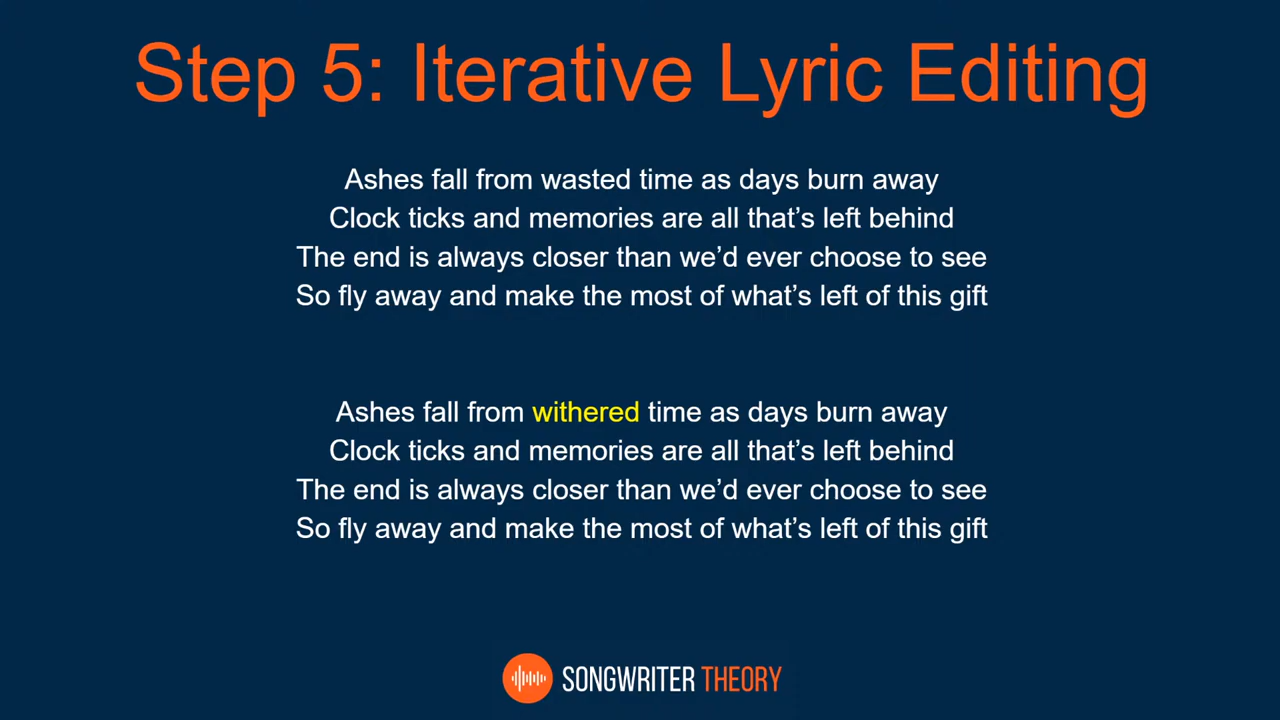 Step 5: Iterative Lyric Editing
Ashes fall from wasted time as days burn away
Clock ticks and memories are all that’s left behind
The end is always closer than we’d ever choose to see
So fly away and make the most of what’s left of this gift
Ashes fall from withered time as days burn away
Clock ticks and memories are all that’s left behind
The end is always closer than we’d ever choose to see
So fly away and make the most of what’s left of this gift
SONGWRITER THEORY